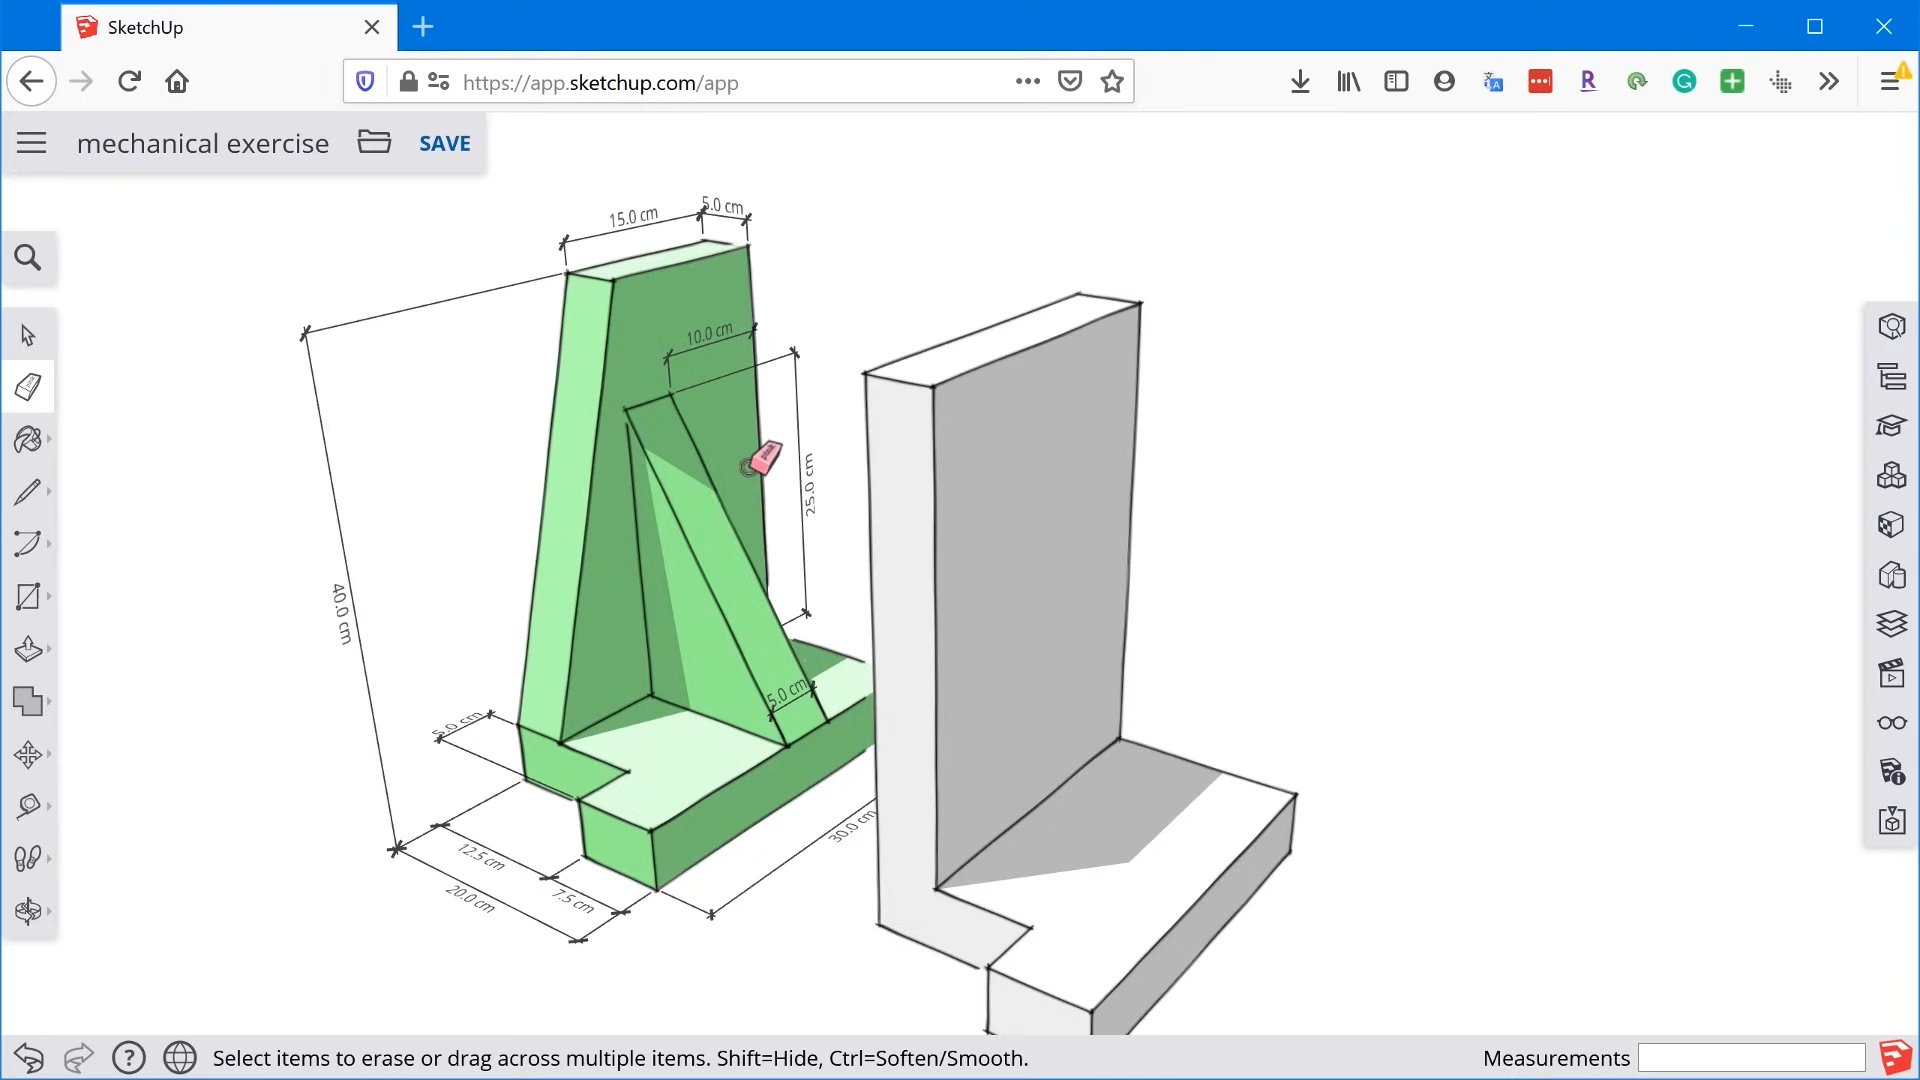 SketchUp
https://app.sketchup.com/app
mechanical exercise
SAVE
15.0 cm
5.0 cm
10.0 cm
25.0 cm
40.0 cm
5.0 cm
5.0 cm
30.0 cm
12.5 cm
7.5 cm
20.0 cm
Select items to erase or drag across multiple items. Shift=Hide, Ctrl=Soften/Smooth.
Measurements